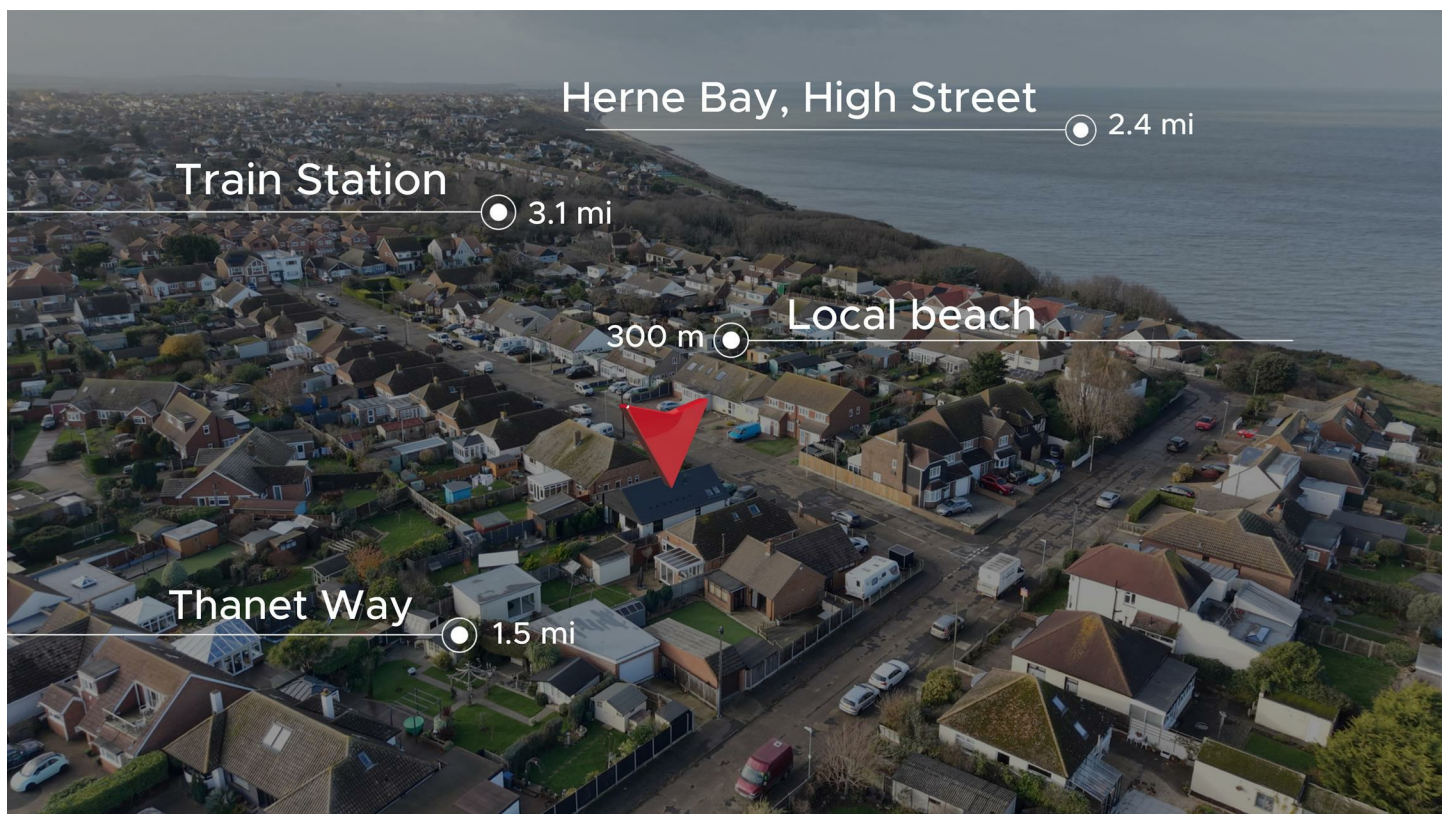 Herne Bay, High Street
2.4 mi
Train Station
3.1 mi
Local beach
300 m
Thanet Way
1.5 mi